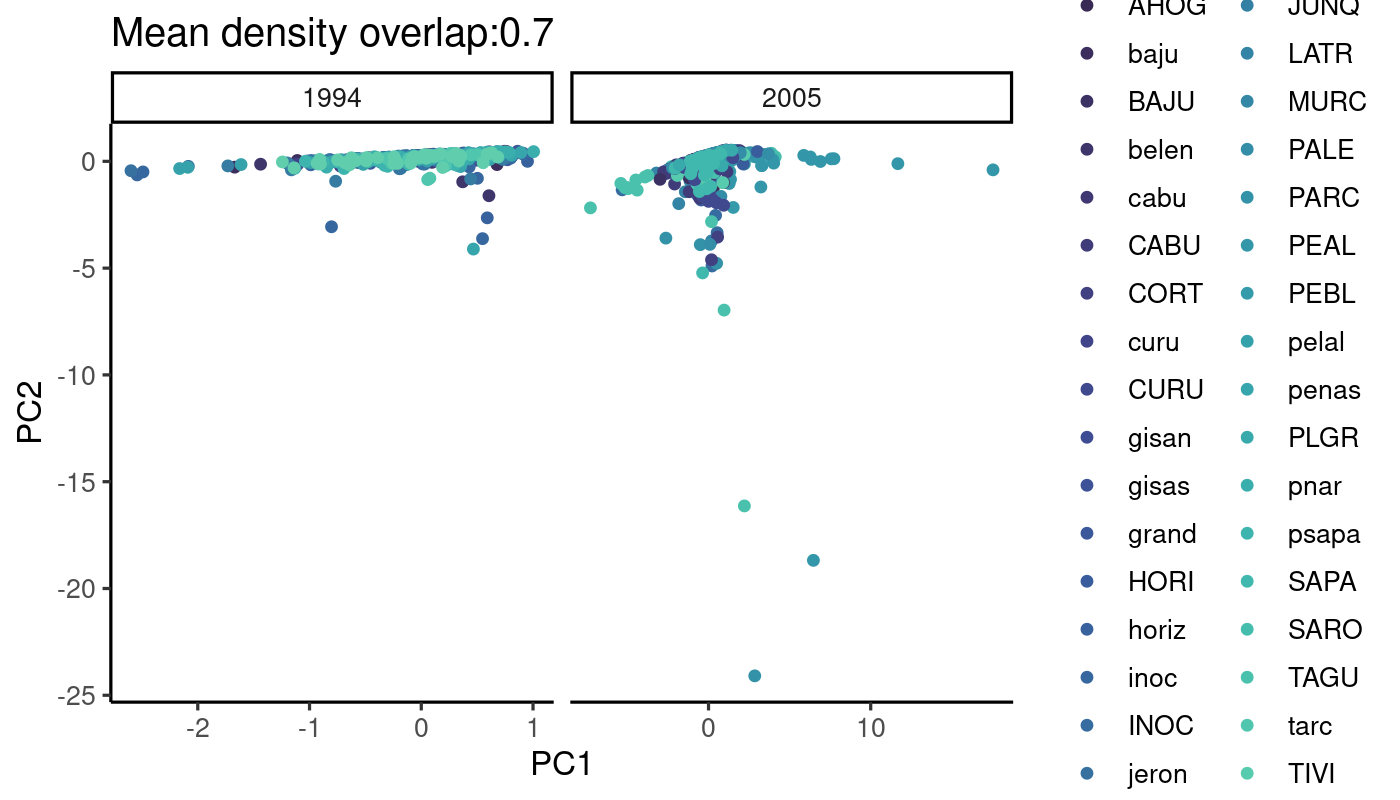 Mean density overlap:0.7
1994
2005
0
-5
-10
-15
-20
-25
PC2
-2
-1
0
1
0
10
PC1
AHOG
baju
BAJU
belen
cabu
CABU
CORT
curu
CURU
gisan
gisas
grand
HORI
horiz
inoc
INOC
jeron
JUNQ
LATR
MURC
PALE
PARC
PEAL
PEBL
pelal
penas
PLGR
pnar
psapa
SAPA
SARO
TAGU
tarc
TIVI